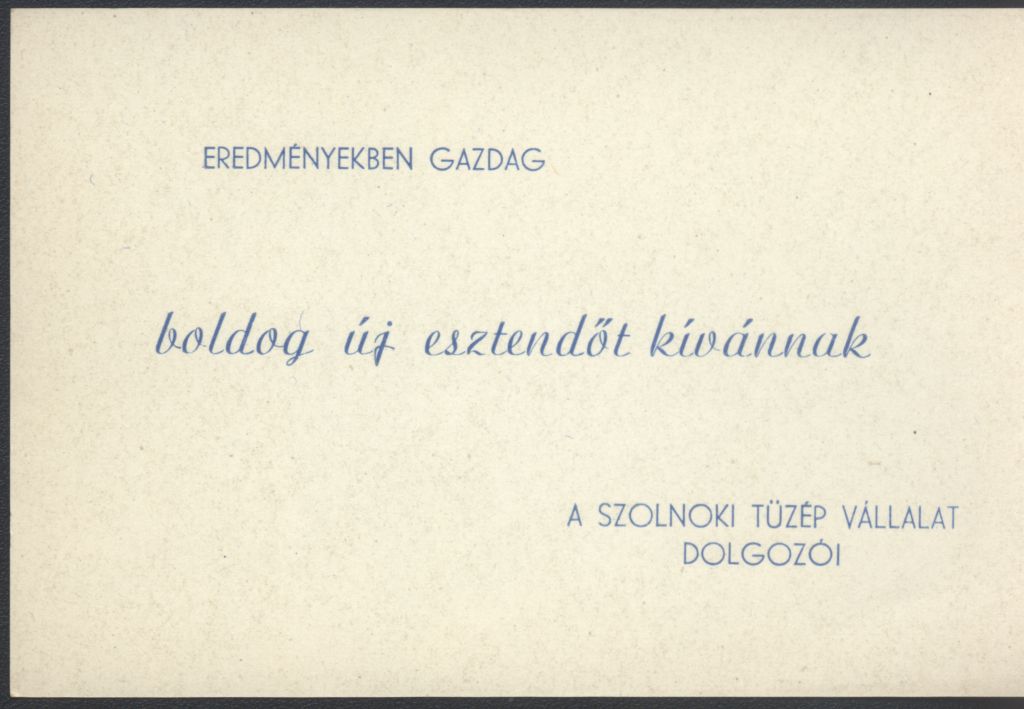 EREDMÉNYEKBEN GAZDAG
boldog új esztendőt kívánnak
A SZOLNOKI TÜZÉP VÁLLALAT
DOLGOZÓI